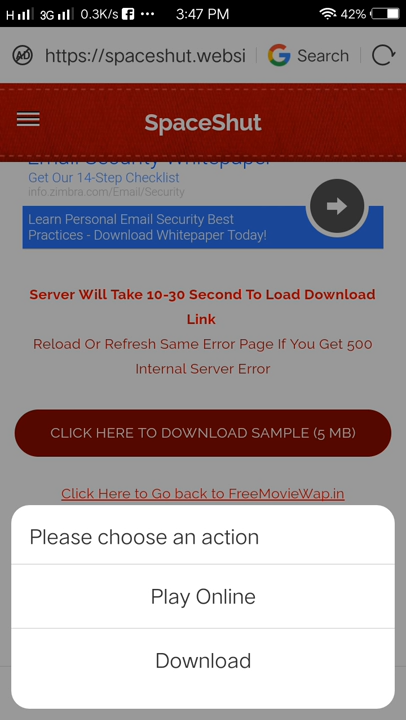 H 3G 0.3K/s ••• 3:47 PM 42%
AD https://spaceshut.websi G Search
SpaceShut
Email Security Whitepaper
Get Our 14-Step Checklist
info.zimbra.com/Email/Security
Learn Personal Email Security Best
Practices - Download Whitepaper Today!
Server Will Take 10-30 Second To Load Download
Link
Reload Or Refresh Same Error Page If You Get 500
Internal Server Error
CLICK HERE TO DOWNLOAD SAMPLE (5 MB)
Click Here to Go back to FreeMovieWap.in
Please choose an action
Play Online
Download